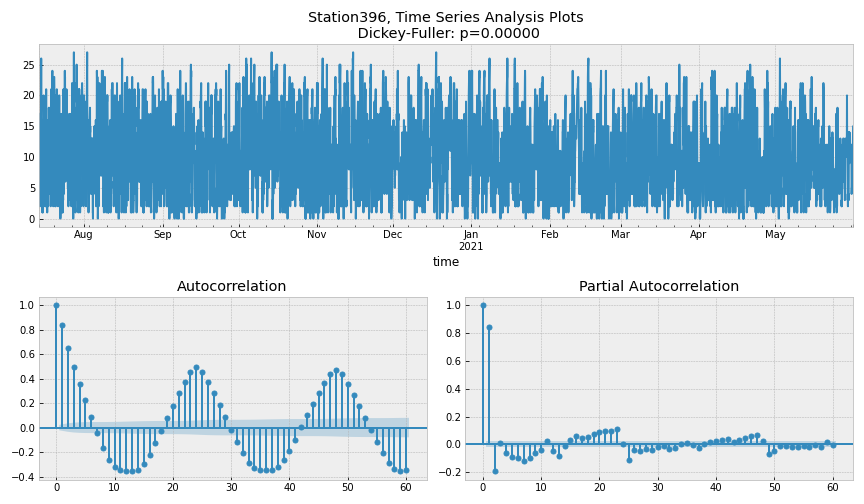 Station396, Time Series Analysis Plots
Dickey-Fuller: p=0.00000
25
20
15
10
5
0
Aug Sep Oct Nov Dec Jan Feb Mar Apr May
2021
time
Autocorrelation
1.0
0.8
0.6
0.4
0.2
0.0
−0.2
−0.4
0 10 20 30 40 50 60
Partial Autocorrelation
1.0
0.8
0.6
0.4
0.2
0.0
−0.2
0 10 20 30 40 50 60